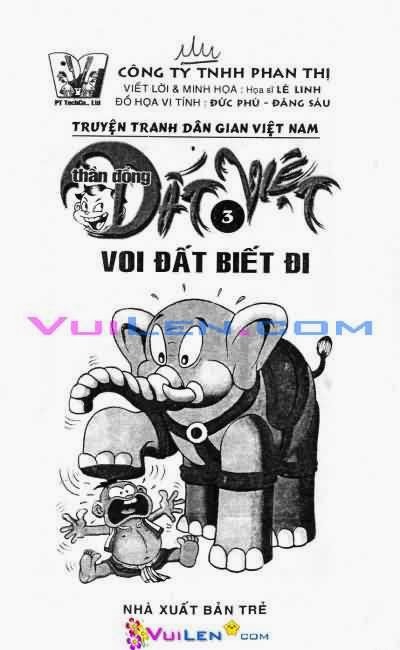 CÔNG TY TNHH PHAN THỊ
PT TechCo., Ltd
VIẾT LỜI & MINH HỌA : Họa sĩ LÊ LINH
ĐỒ HỌA VI TÍNH : ĐỨC PHÚ - ĐĂNG SÁU
TRUYỆN TRANH DÂN GIAN VIỆT NAM
thần đồng
ĐẤT VIỆT
3
VOI ĐẤT BIẾT ĐI
VUILEN.COM
NHÀ XUẤT BẢN TRẺ
VUILEN.COM